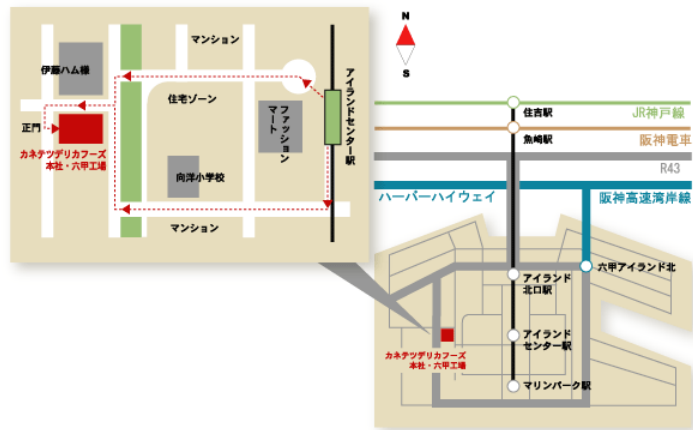 マンション
伊藤ハム様
住宅ゾーン
正門
カネテツデリカフーズ
本社・六甲工場
ファッション
マート
アイランドセンター駅
向洋小学校
マンション
N
S
住吉駅
JR神戸線
魚崎駅
阪神電車
R43
ハーバーハイウェイ
阪神高速湾岸線
六甲アイランド北
アイランド
北口駅
アイランド
センター駅
カネテツデリカフーズ
本社・六甲工場
マリンパーク駅